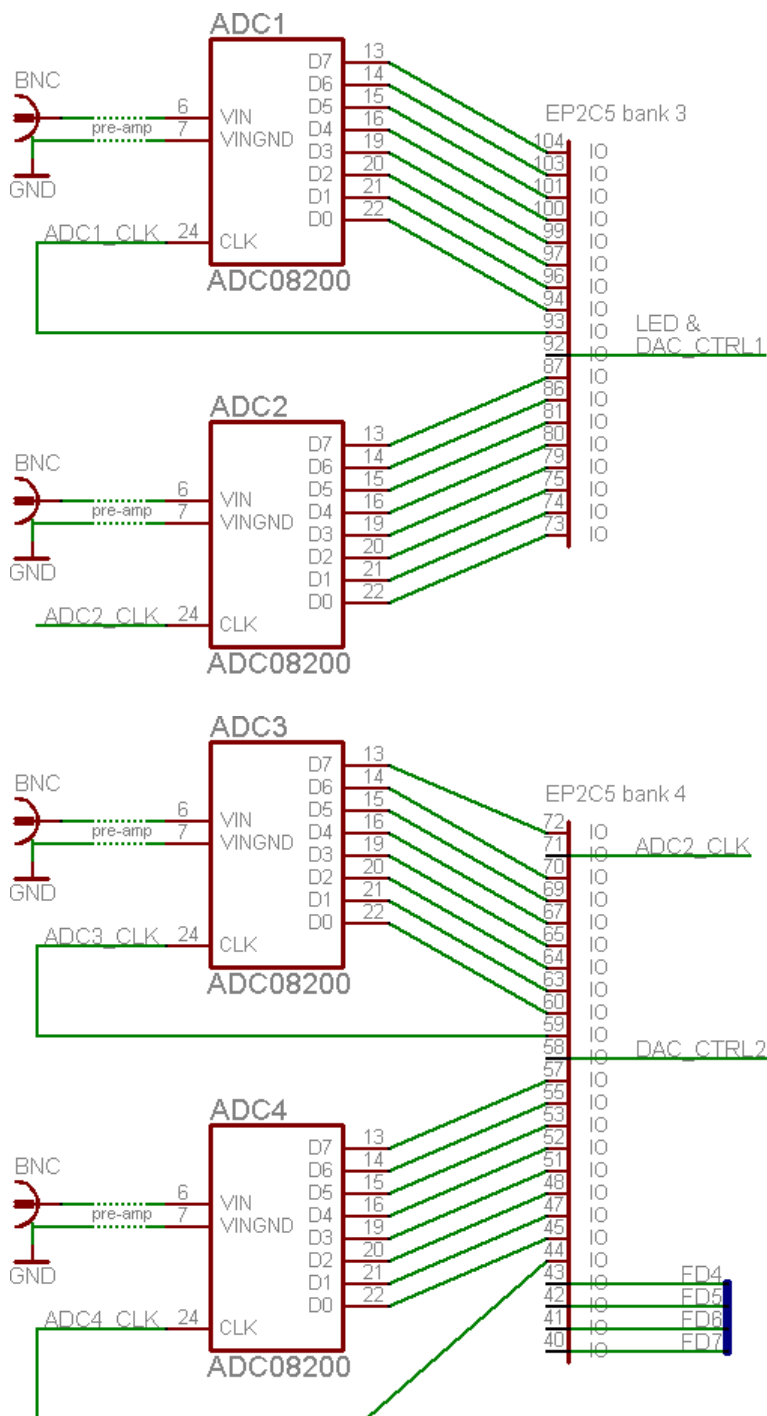 ADC1
BNC
6 VIN
pre-amp
7 VINGND
GND
ADC1_CLK 24 CLK
D7 13
D6 14
D5 15
D4 16
D3 19
D2 20
D1 21
D0 22
ADC08200
EP2C5 bank 3
104 IO
103 IO
101 IO
100 IO
99 IO
97 IO
96 IO
94 IO
93 IO
92 IO LED & DAC_CTRL1
87 IO
86 IO
81 IO
80 IO
79 IO
75 IO
74 IO
73 IO
ADC2
BNC
6 VIN
pre-amp
7 VINGND
GND
ADC2_CLK 24 CLK
D7 13
D6 14
D5 15
D4 16
D3 19
D2 20
D1 21
D0 22
ADC08200
ADC3
BNC
6 VIN
pre-amp
7 VINGND
GND
ADC3_CLK 24 CLK
D7 13
D6 14
D5 15
D4 16
D3 19
D2 20
D1 21
D0 22
ADC08200
EP2C5 bank 4
72 IO
71 IO ADC2_CLK
70 IO
69 IO
67 IO
65 IO
64 IO
63 IO
60 IO
59 IO
58 IO DAC_CTRL2
57 IO
55 IO
53 IO
52 IO
51 IO
48 IO
47 IO
45 IO
44 IO
43 IO FD4
42 IO FD5
41 IO FD6
40 IO FD7
ADC4
BNC
6 VIN
pre-amp
7 VINGND
GND
ADC4_CLK 24 CLK
D7 13
D6 14
D5 15
D4 16
D3 19
D2 20
D1 21
D0 22
ADC08200